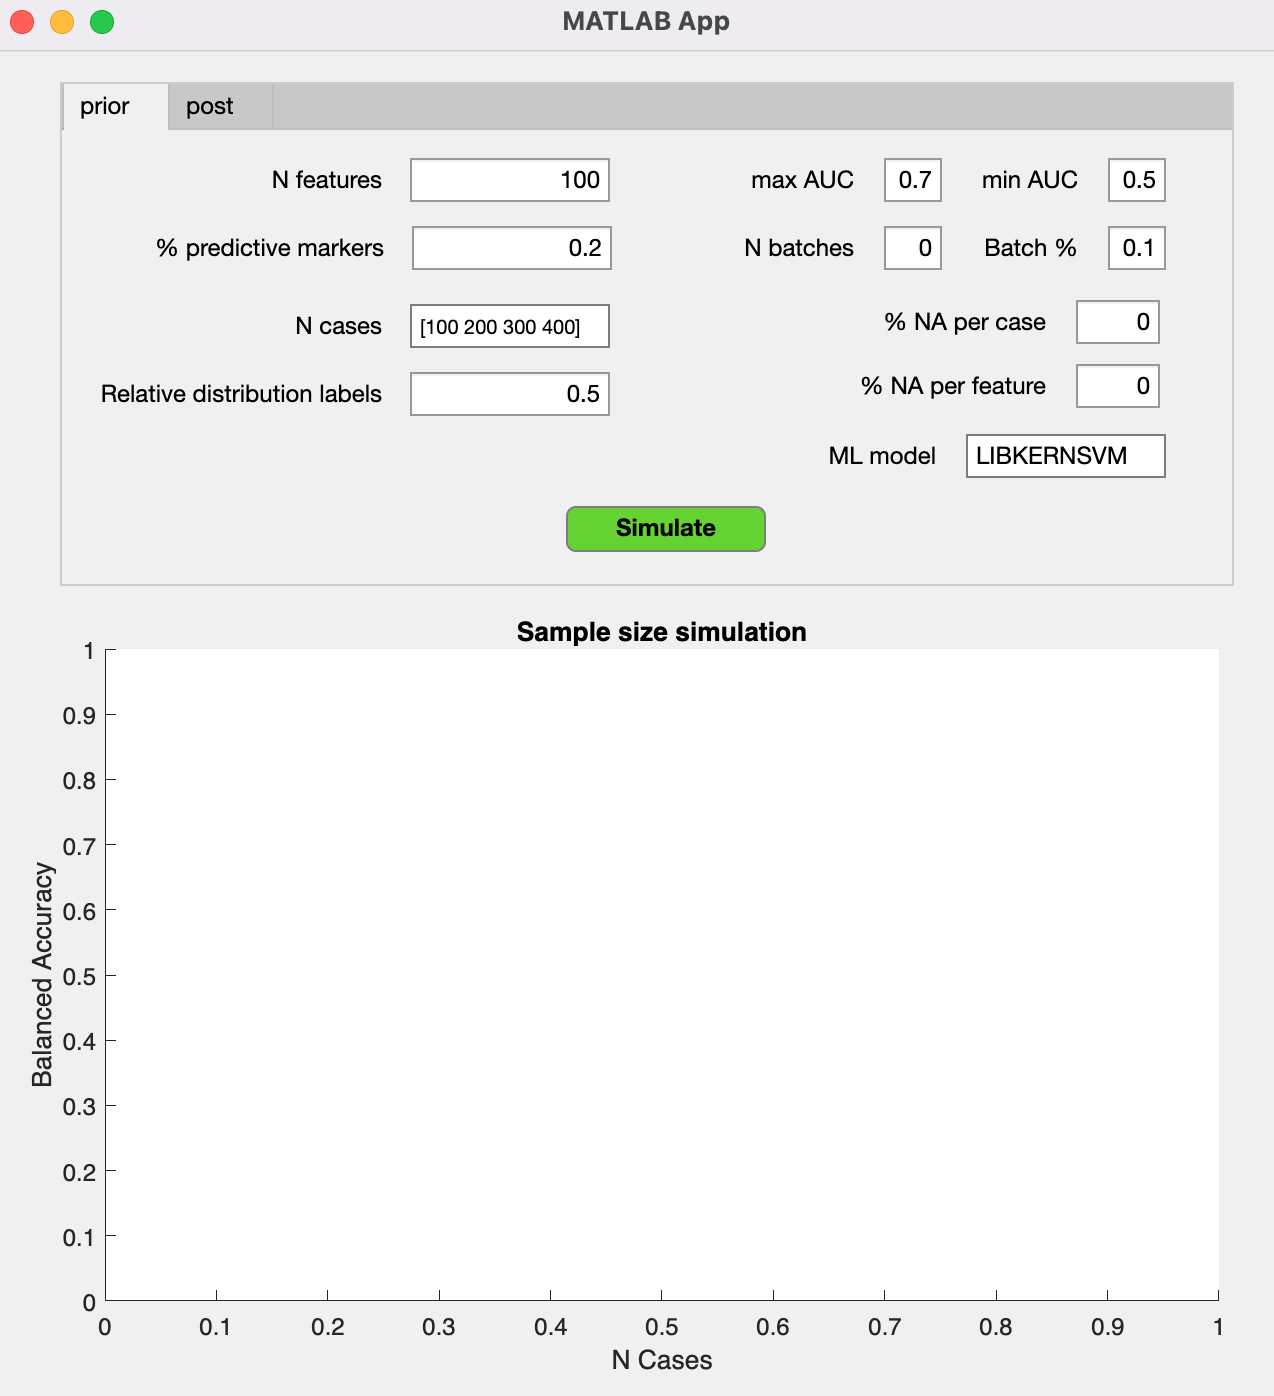 MATLAB App
prior post
N features 100 max AUC 0.7 min AUC 0.5
% predictive markers 0.2 N batches 0 Batch % 0.1
N cases [100 200 300 400] % NA per case 0
Relative distribution labels 0.5 % NA per feature 0
ML model LIBKERNSVM
Simulate
Sample size simulation
1
0.9
0.8
0.7
0.6
0.5
0.4
0.3
0.2
0.1
0
Balanced Accuracy
0 0.1 0.2 0.3 0.4 0.5 0.6 0.7 0.8 0.9 1
N Cases